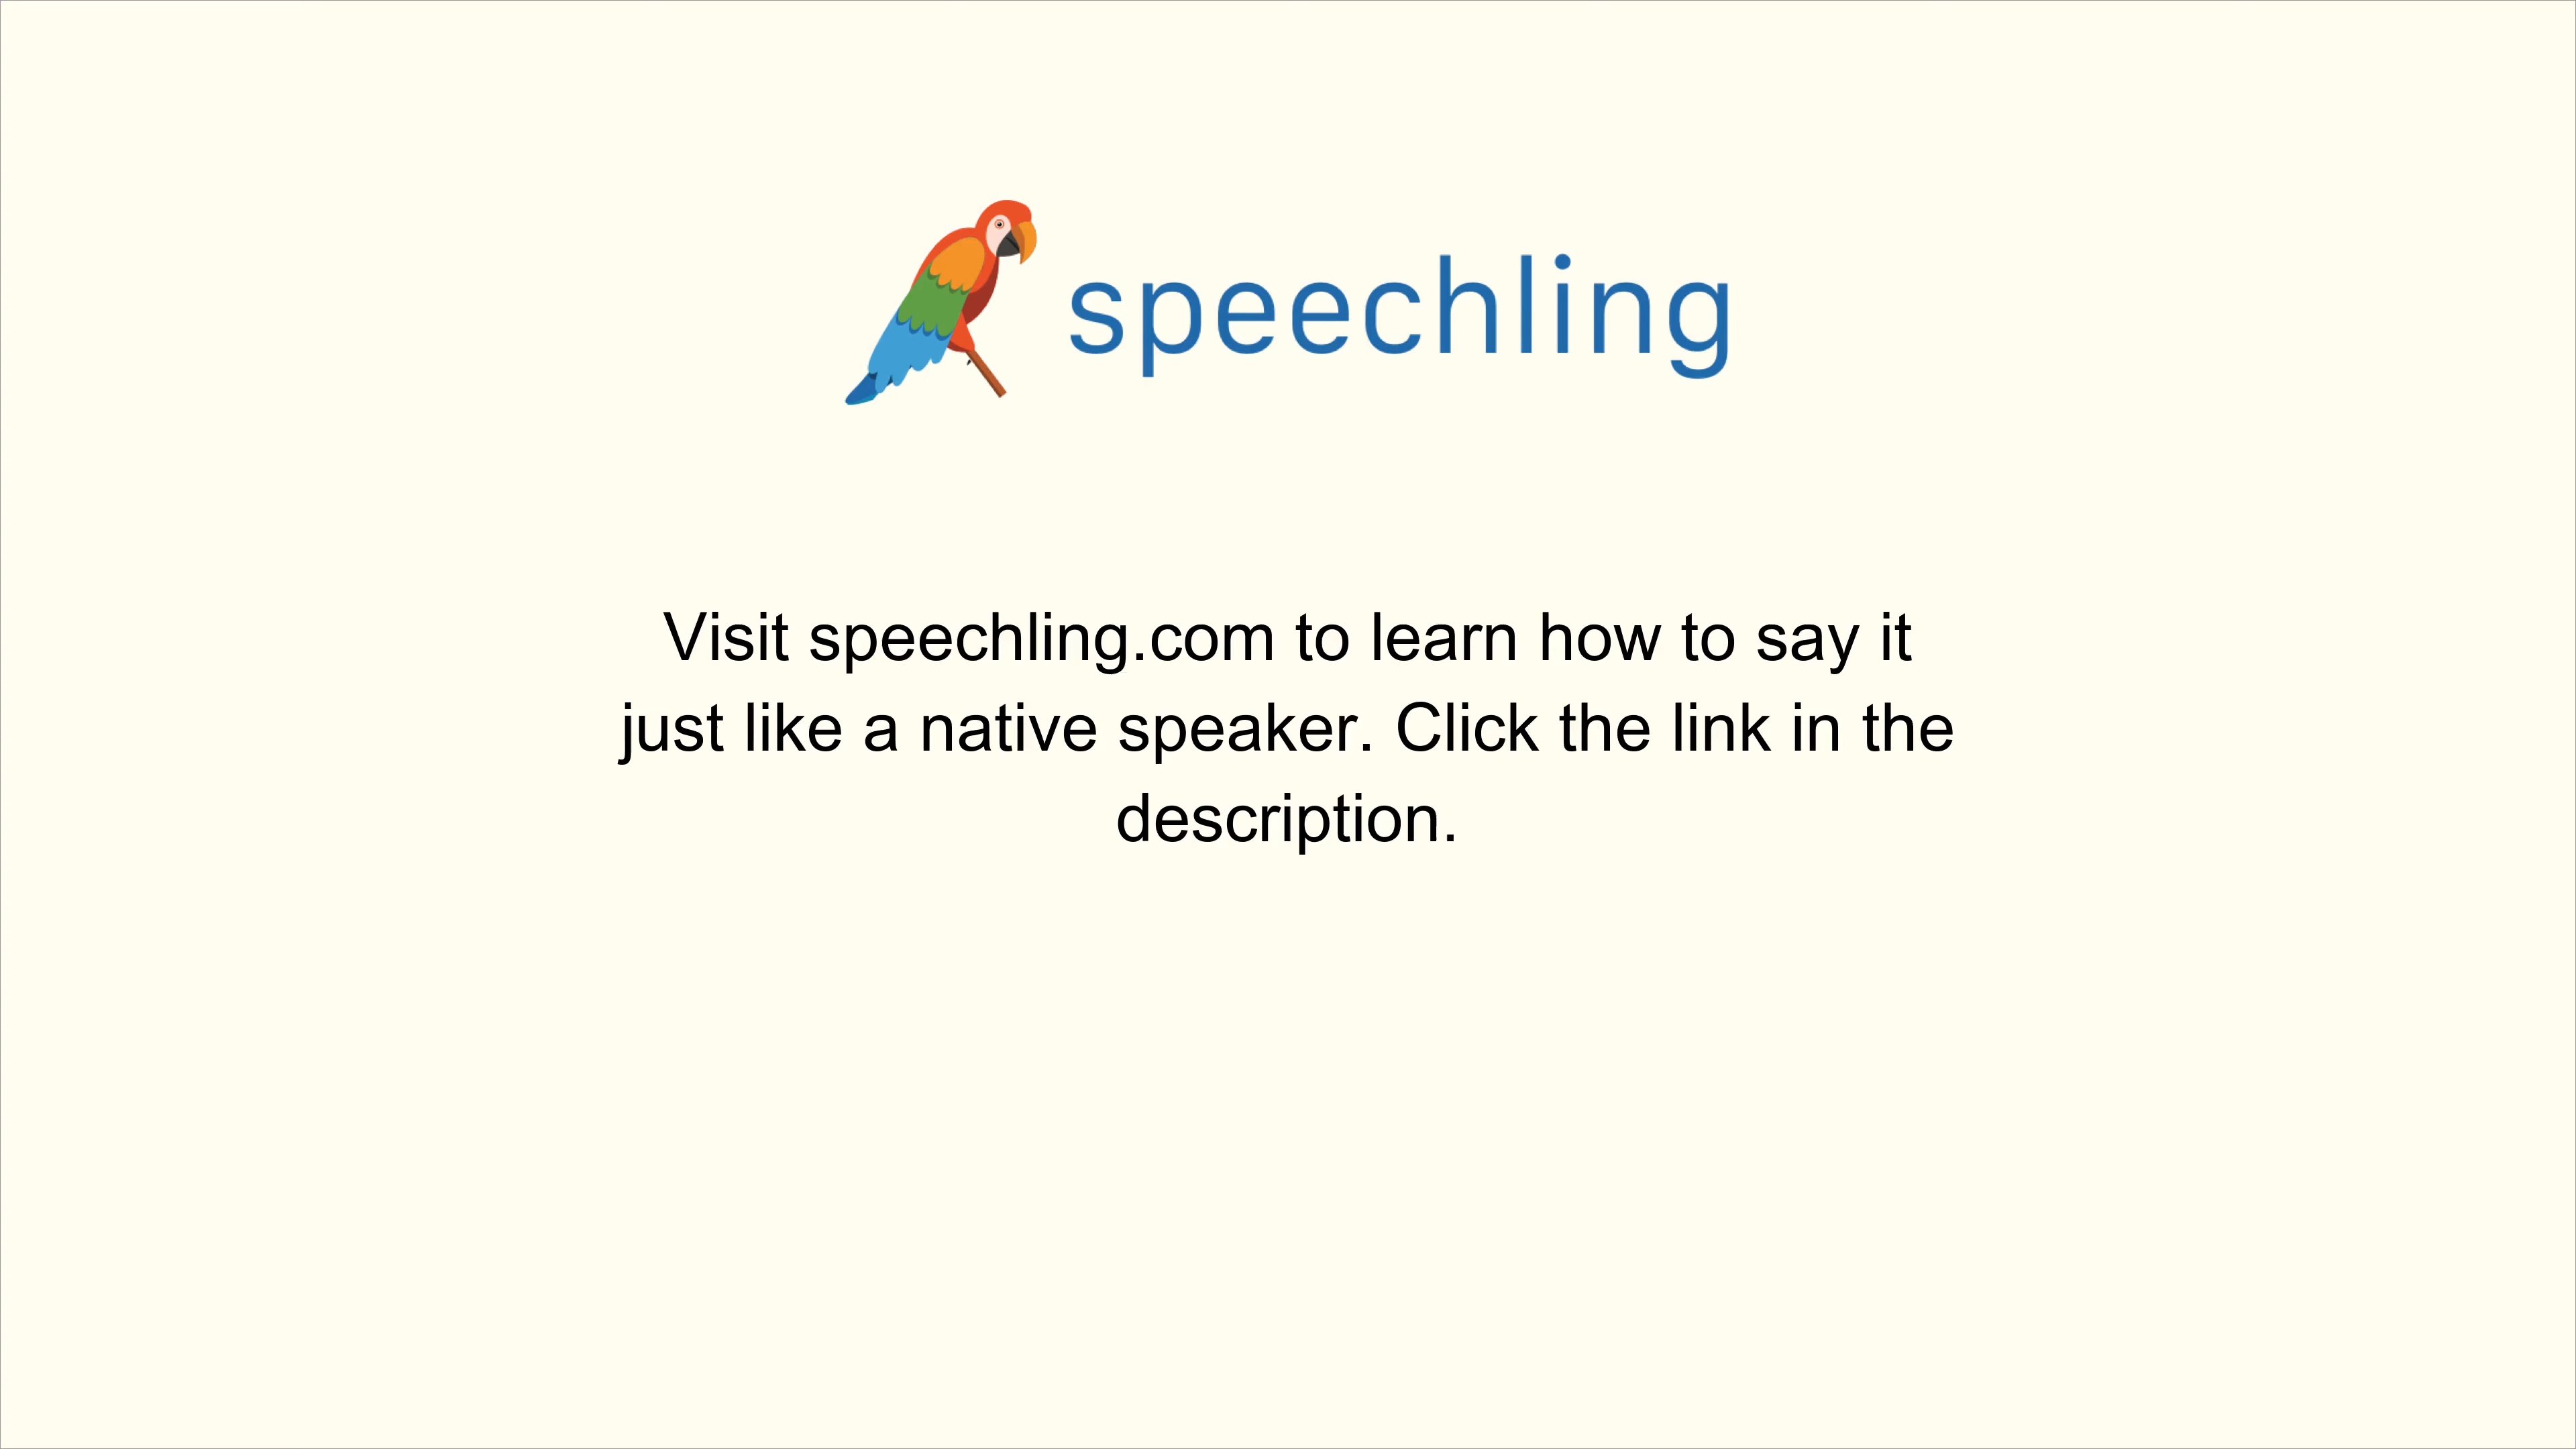 speechling
Visit speechling.com to learn how to say it
just like a native speaker. Click the link in the
description.